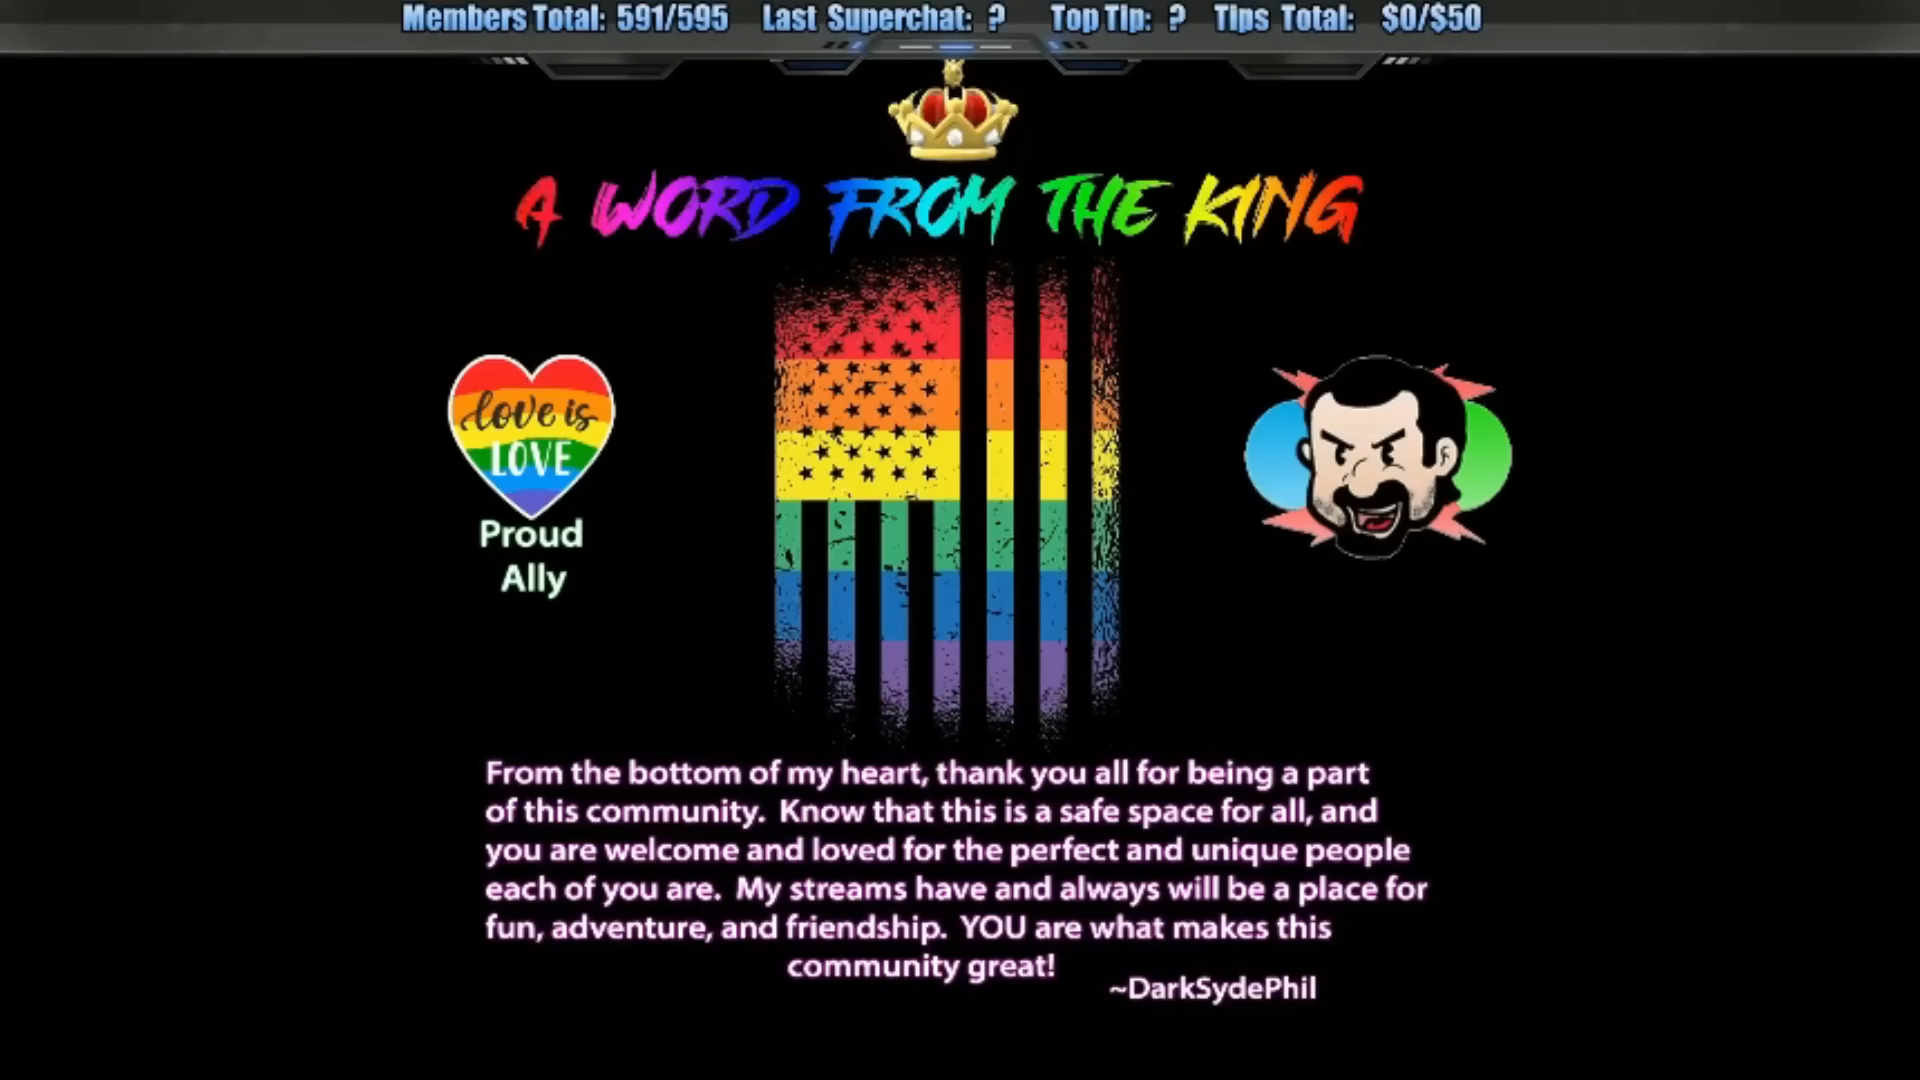 Members Total: 591/595 Last Superchat: ? Top Tip: ? Tips Total: $0/$50
A WORD FROM THE KING
love is
LOVE
Proud
Ally
From the bottom of my heart, thank you all for being a part
of this community. Know that this is a safe space for all, and
you are welcome and loved for the perfect and unique people
each of you are. My streams have and always will be a place for
fun, adventure, and friendship. YOU are what makes this
community great!
~DarkSydePhil